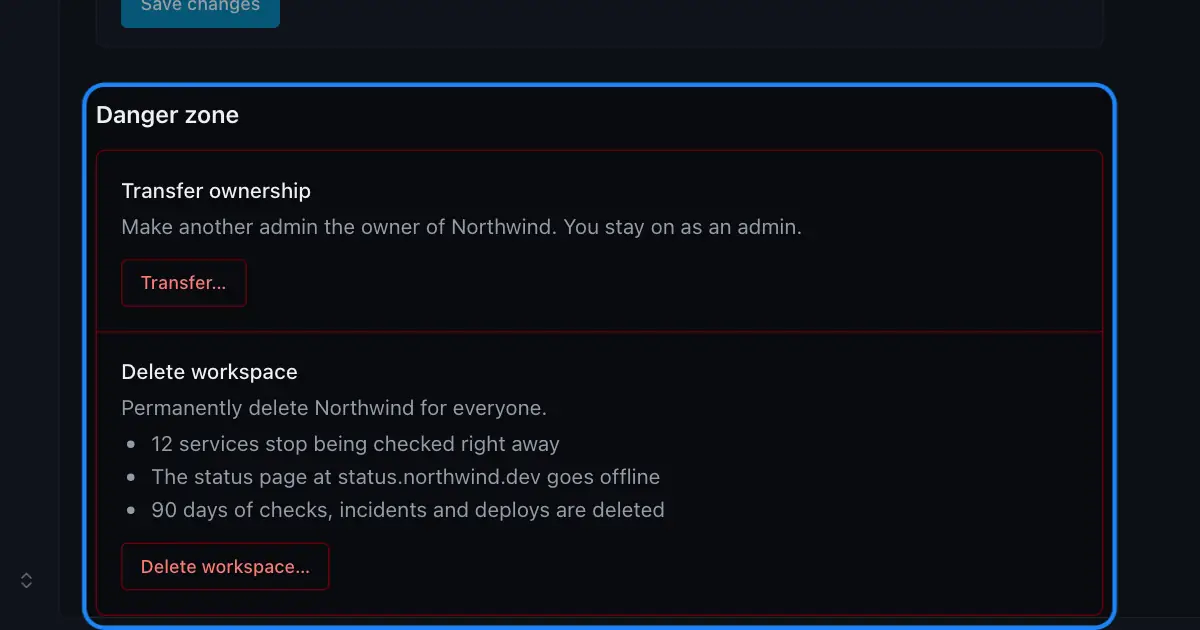 Save changes
Danger zone
Transfer ownership
Make another admin the owner of Northwind. You stay on as an admin.
Transfer...
Delete workspace
Permanently delete Northwind for everyone.
• 12 services stop being checked right away
• The status page at status.northwind.dev goes offline
• 90 days of checks, incidents and deploys are deleted
Delete workspace...